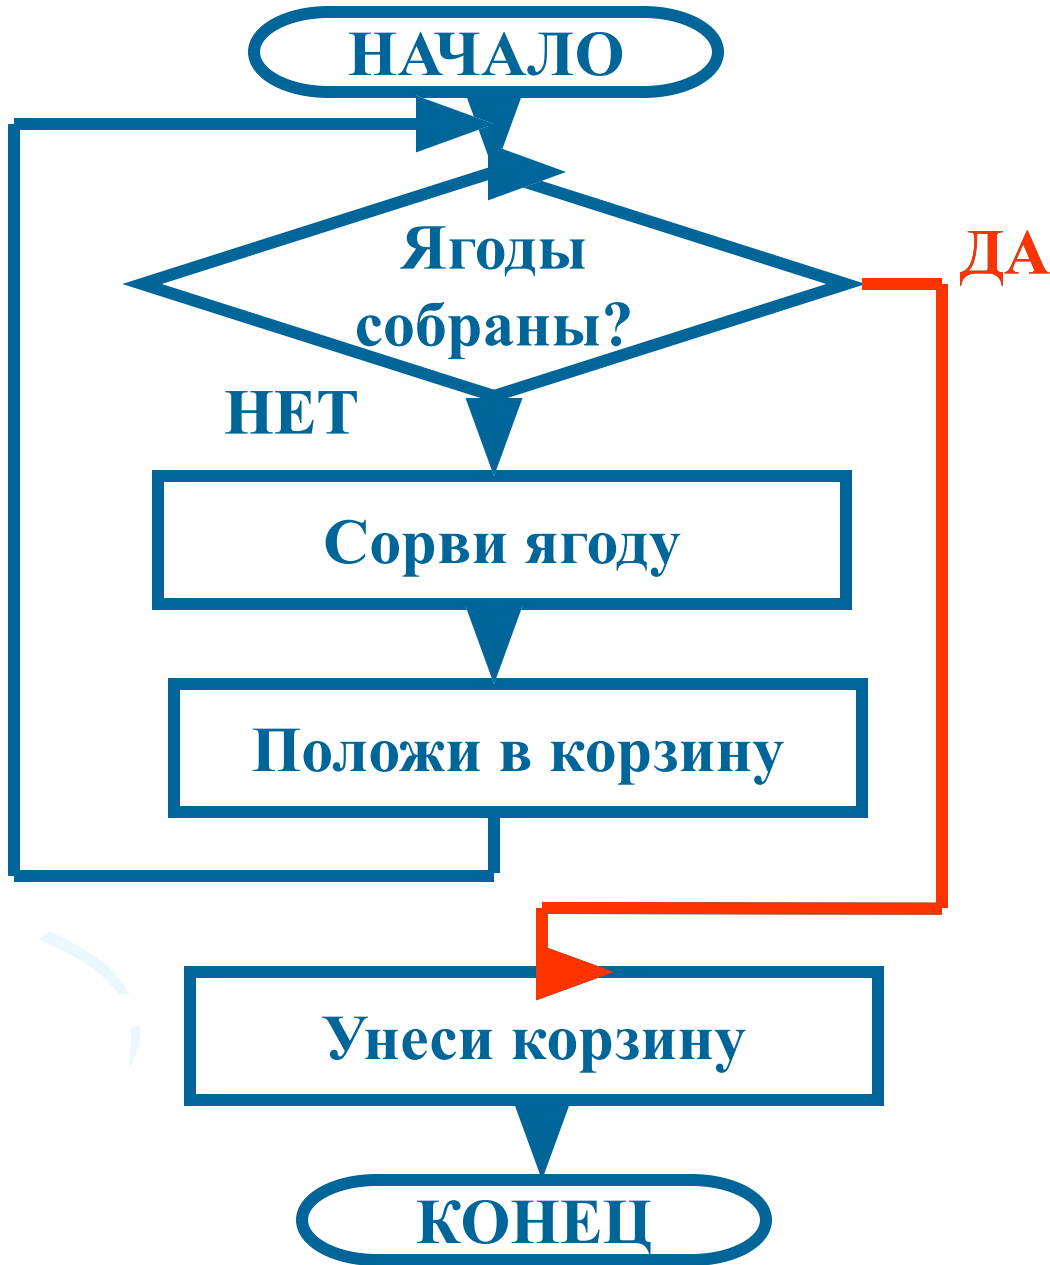 НАЧАЛО
Ягоды
собраны?
ДА
НЕТ
Сорви ягоду
Положи в корзину
Унеси корзину
КОНЕЦ